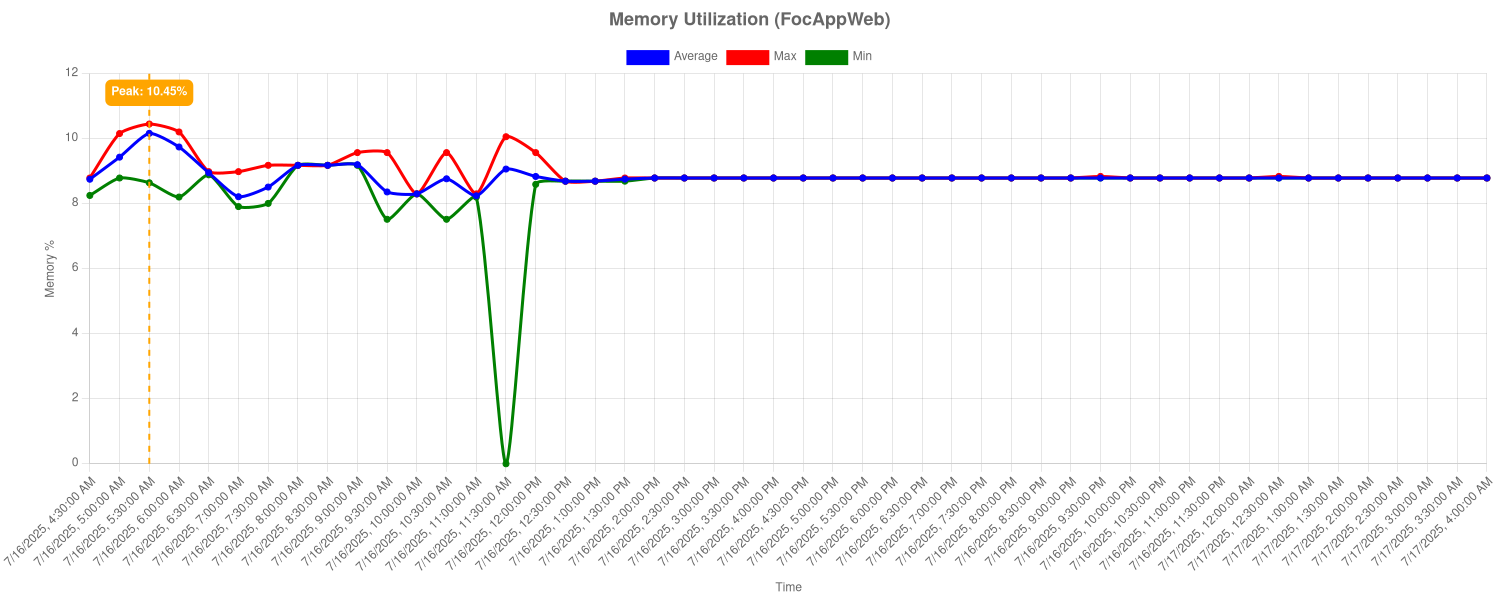 Memory Utilization (FocAppWeb)
Average Max Min
Peak: 10.45%
12
10
8
6
4
2
0
Memory %
7/16/2025, 4:30:00 AM
7/16/2025, 5:00:00 AM
7/16/2025, 5:30:00 AM
7/16/2025, 6:00:00 AM
7/16/2025, 6:30:00 AM
7/16/2025, 7:00:00 AM
7/16/2025, 7:30:00 AM
7/16/2025, 8:00:00 AM
7/16/2025, 8:30:00 AM
7/16/2025, 9:00:00 AM
7/16/2025, 9:30:00 AM
7/16/2025, 10:00:00 AM
7/16/2025, 10:30:00 AM
7/16/2025, 11:00:00 AM
7/16/2025, 11:30:00 AM
7/16/2025, 12:00:00 PM
7/16/2025, 12:30:00 PM
7/16/2025, 1:00:00 PM
7/16/2025, 1:30:00 PM
7/16/2025, 2:00:00 PM
7/16/2025, 2:30:00 PM
7/16/2025, 3:00:00 PM
7/16/2025, 3:30:00 PM
7/16/2025, 4:00:00 PM
7/16/2025, 4:30:00 PM
7/16/2025, 5:00:00 PM
7/16/2025, 5:30:00 PM
7/16/2025, 6:00:00 PM
7/16/2025, 6:30:00 PM
7/16/2025, 7:00:00 PM
7/16/2025, 7:30:00 PM
7/16/2025, 8:00:00 PM
7/16/2025, 8:30:00 PM
7/16/2025, 9:00:00 PM
7/16/2025, 9:30:00 PM
7/16/2025, 10:00:00 PM
7/16/2025, 10:30:00 PM
7/16/2025, 11:00:00 PM
7/16/2025, 11:30:00 PM
7/17/2025, 12:00:00 AM
7/17/2025, 12:30:00 AM
7/17/2025, 1:00:00 AM
7/17/2025, 1:30:00 AM
7/17/2025, 2:00:00 AM
7/17/2025, 2:30:00 AM
7/17/2025, 3:00:00 AM
7/17/2025, 3:30:00 AM
7/17/2025, 4:00:00 AM
Time